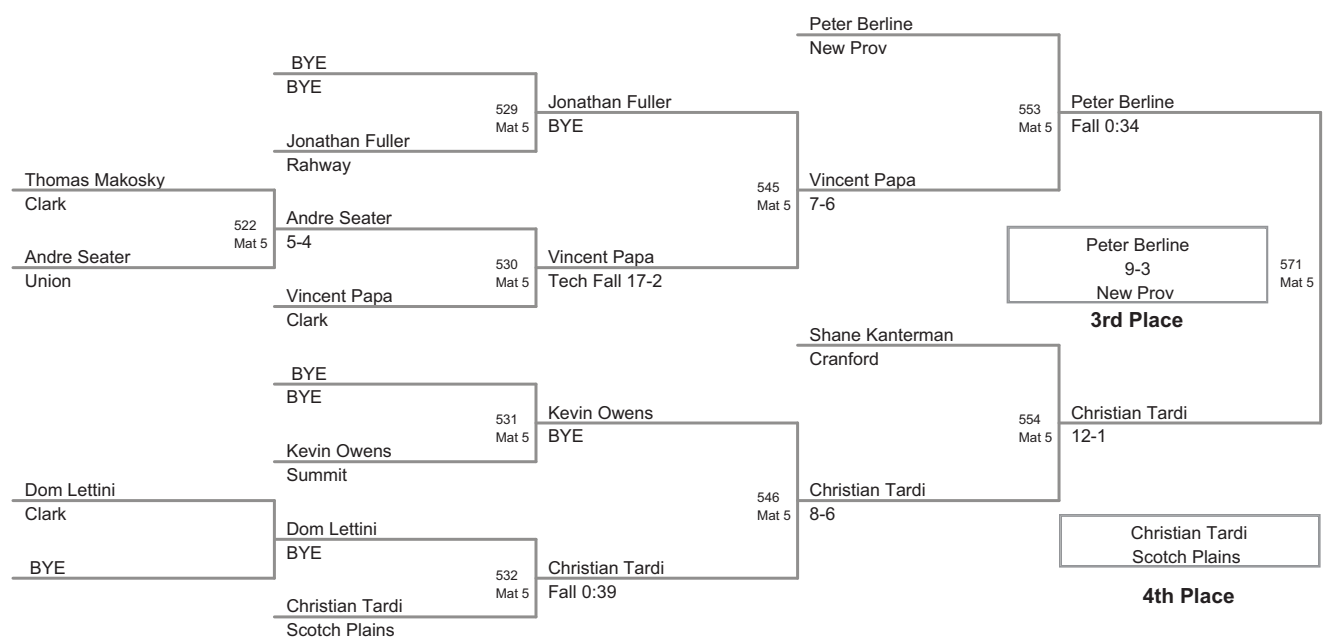 Peter Berline
New Prov
BYE
BYE
529
Mat 5
Jonathan Fuller
BYE
553
Mat 5
Peter Berline
Fall 0:34
Jonathan Fuller
Rahway
Thomas Makosky
Clark
545
Mat 5
Vincent Papa
7-6
522
Mat 5
Andre Seater
5-4
Andre Seater
Union
530
Mat 5
Vincent Papa
Tech Fall 17-2
Peter Berline
9-3
New Prov
571
Mat 5
3rd Place
Vincent Papa
Clark
Shane Kanterman
Cranford
BYE
BYE
531
Mat 5
Kevin Owens
BYE
554
Mat 5
Christian Tardi
12-1
Kevin Owens
Summit
Dom Lettini
Clark
546
Mat 5
Christian Tardi
8-6
Dom Lettini
BYE
Christian Tardi
Scotch Plains
BYE
532
Mat 5
Christian Tardi
Fall 0:39
4th Place
Christian Tardi
Scotch Plains